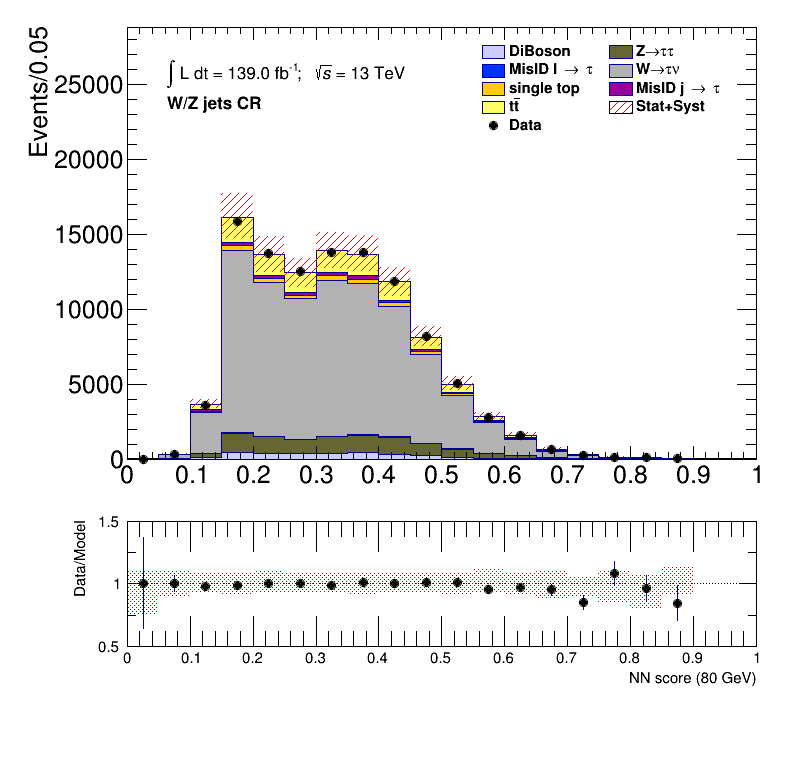 Events/0.05
25000
20000
15000
10000
5000
0
∫ L dt = 139.0 fb⁻¹; √s = 13 TeV
W/Z jets CR
DiBoson
MisID l → τ
single top
tt̄
Data
Z→ττ
W→τν
MisID j → τ
Stat+Syst
0 0.1 0.2 0.3 0.4 0.5 0.6 0.7 0.8 0.9 1
Data/Model
1.5
1
0.5
0 0.1 0.2 0.3 0.4 0.5 0.6 0.7 0.8 0.9 1
NN score (80 GeV)